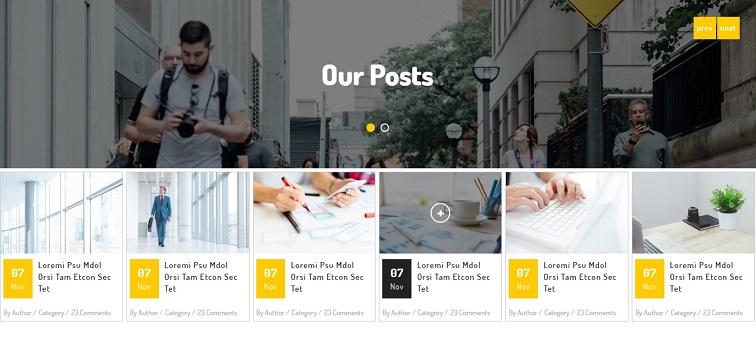 prev next
Our Posts
07
Nov
Loremi Psu Mdol
Orsi Tam Etcon Sec
Tet
By Author / Category / 23 Comments
07
Nov
Loremi Psu Mdol
Orsi Tam Etcon Sec
Tet
By Author / Category / 23 Comments
07
Nov
Loremi Psu Mdol
Orsi Tam Etcon Sec
Tet
By Author / Category / 23 Comments
07
Nov
Loremi Psu Mdol
Orsi Tam Etcon Sec
Tet
By Author / Category / 23 Comments
07
Nov
Loremi Psu Mdol
Orsi Tam Etcon Sec
Tet
By Author / Category / 23 Comments
07
Nov
Loremi Psu Mdol
Orsi Tam Etcon Sec
Tet
By Author / Category / 23 Comments